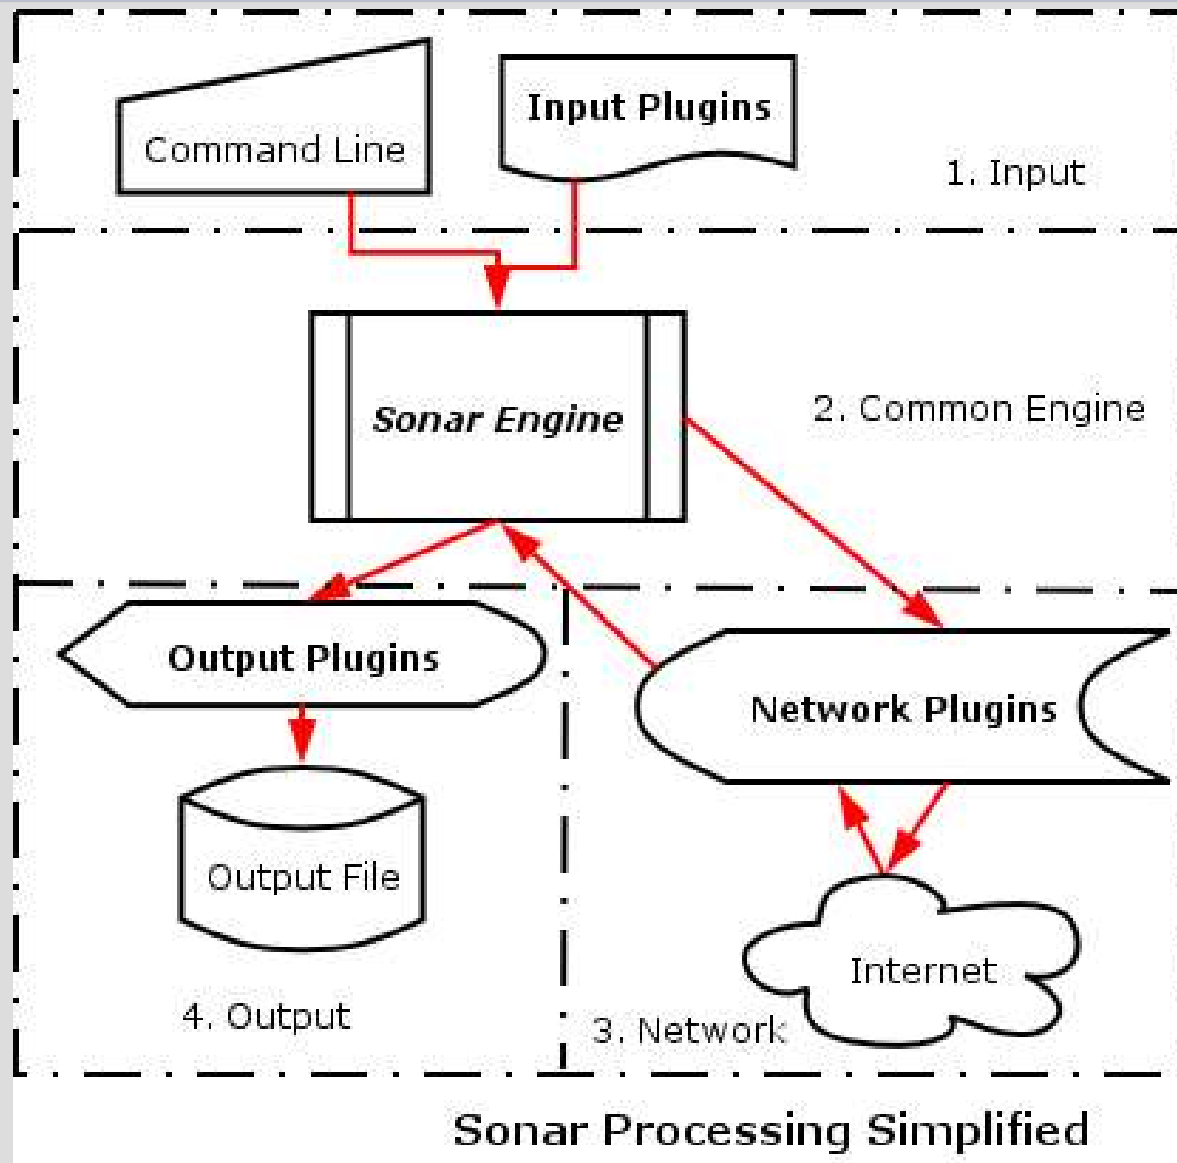 Command Line
Input Plugins
1. Input
Sonar Engine
2. Common Engine
Output Plugins
Network Plugins
Output File
Internet
4. Output
3. Network
Sonar Processing Simplified